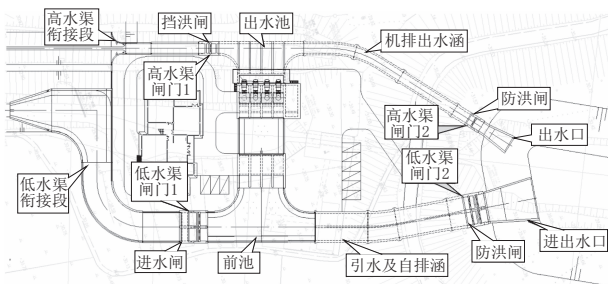 高水渠
衔接段
挡洪闸
出水池
机排出水涵
高水渠
闸门1
高水渠
闸门2
防洪闸
出水口
低水渠
衔接段
低水渠
闸门1
低水渠
闸门2
进水闸
前池
引水及自排涵
防洪闸
进出水口